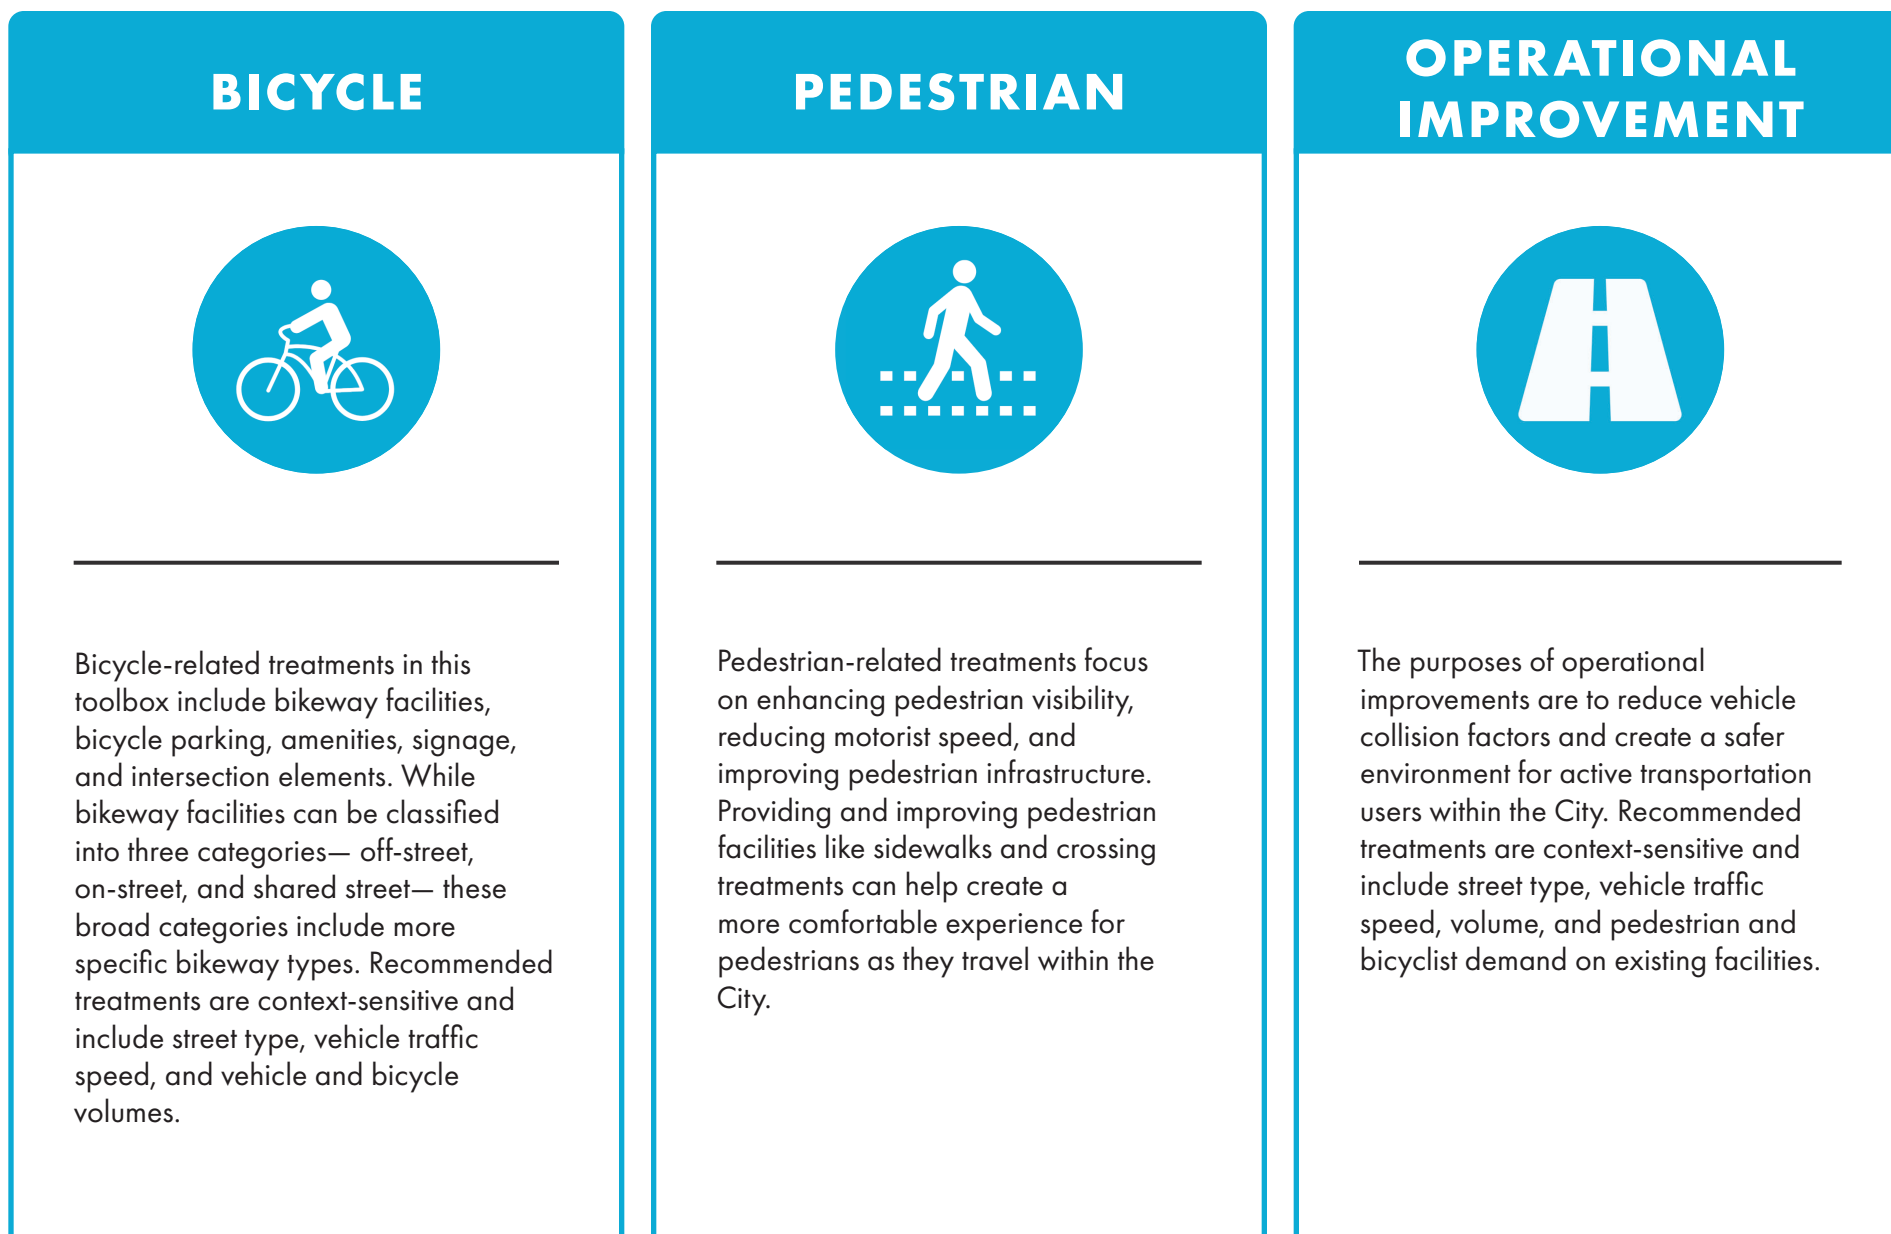 BICYCLE
Bicycle-related treatments in this
toolbox include bikeway facilities,
bicycle parking, amenities, signage,
and intersection elements. While
bikeway facilities can be classified
into three categories— off-street,
on-street, and shared street— these
broad categories include more
specific bikeway types. Recommended
treatments are context-sensitive and
include street type, vehicle traffic
speed, and vehicle and bicycle
volumes.
PEDESTRIAN
Pedestrian-related treatments focus
on enhancing pedestrian visibility,
reducing motorist speed, and
improving pedestrian infrastructure.
Providing and improving pedestrian
facilities like sidewalks and crossing
treatments can help create a
more comfortable experience for
pedestrians as they travel within the
City.
OPERATIONAL
IMPROVEMENT
The purposes of operational
improvements are to reduce vehicle
collision factors and create a safer
environment for active transportation
users within the City. Recommended
treatments are context-sensitive and
include street type, vehicle traffic
speed, volume, and pedestrian and
bicyclist demand on existing facilities.